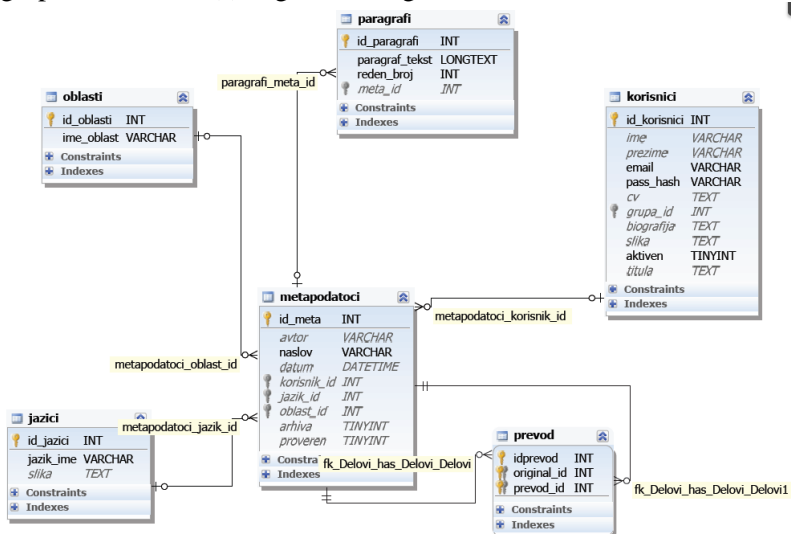 paragrafi
id_paragrafi INT
paragraf_tekst LONGTEXT
reden_broj INT
meta_id INT
Constraints
Indexes
paragrafi_meta_id
oblasti
id_oblasti INT
ime_oblast VARCHAR
Constraints
Indexes
korisnici
id_korisnici INT
ime VARCHAR
prezime VARCHAR
email VARCHAR
pass_hash VARCHAR
cv TEXT
grupa_id INT
biografija TEXT
slika TEXT
aktiven TINYINT
titula TEXT
Constraints
Indexes
metapodatoci
id_meta INT
avtor VARCHAR
naslov VARCHAR
datum DATETIME
korisnik_id INT
jazik_id INT
oblast_id INT
arhiva TINYINT
proveren TINYINT
Indexes
metapodatoci_korisnik_id
metapodatoci_oblast_id
metapodatoci_jazik_id
fk_Delovi_has_Delovi_Delovi
jazici
id_jazici INT
jazik_ime VARCHAR
slika TEXT
Constraints
Indexes
prevod
idprevod INT
original_id INT
prevod_id INT
Constraints
Indexes
fk_Delovi_has_Delovi_Delovi1